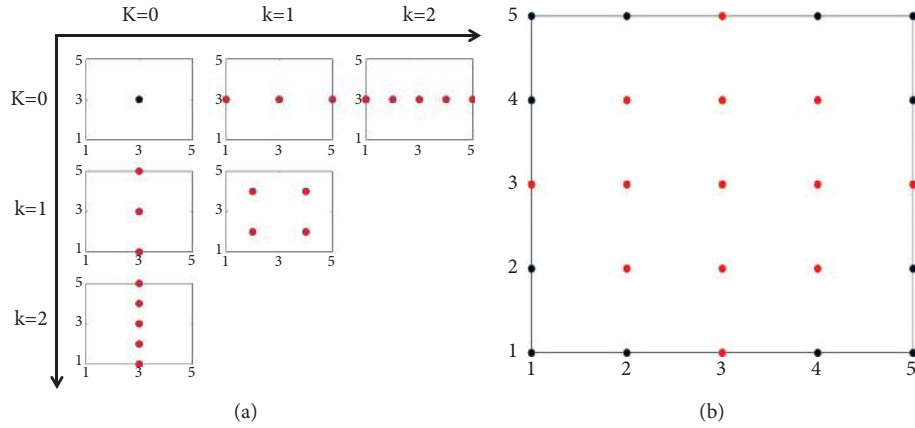 K=0 k=1 k=2
K=0
5 3 1 1 3 5
5 3 1 1 3 5
5 3 1 1 3 5
k=1
5 3 1 1 3 5
5 3 1 1 3 5
k=2
5 3 1 1 3 5
(a)
5
4
3
2
1
1 2 3 4 5
(b)